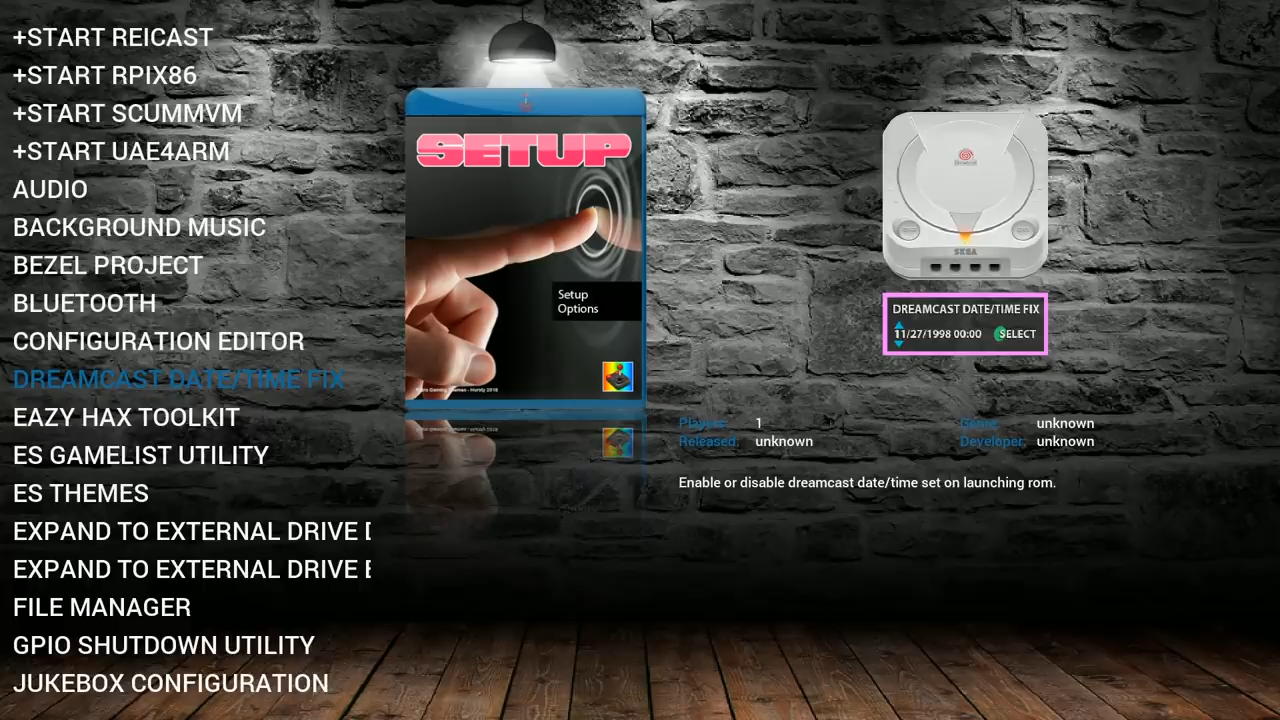 +START REICAST
+START RPIX86
+START SCUMMVM
+START UAE4ARM
AUDIO
BACKGROUND MUSIC
BEZEL PROJECT
BLUETOOTH
CONFIGURATION EDITOR
DREAMCAST DATE/TIME FIX
EAZY HAX TOOLKIT
ES GAMELIST UTILITY
ES THEMES
EXPAND TO EXTERNAL DRIVE
EXPAND TO EXTERNAL DRIVE
FILE MANAGER
GPIO SHUTDOWN UTILITY
JUKEBOX CONFIGURATION
SETUP
Setup
Options
SEGA
DREAMCAST DATE/TIME FIX
11/27/1998 00:00 SELECT
Players: 1 Genre: unknown
Released: unknown Developer: unknown
Enable or disable dreamcast date/time set on launching rom.